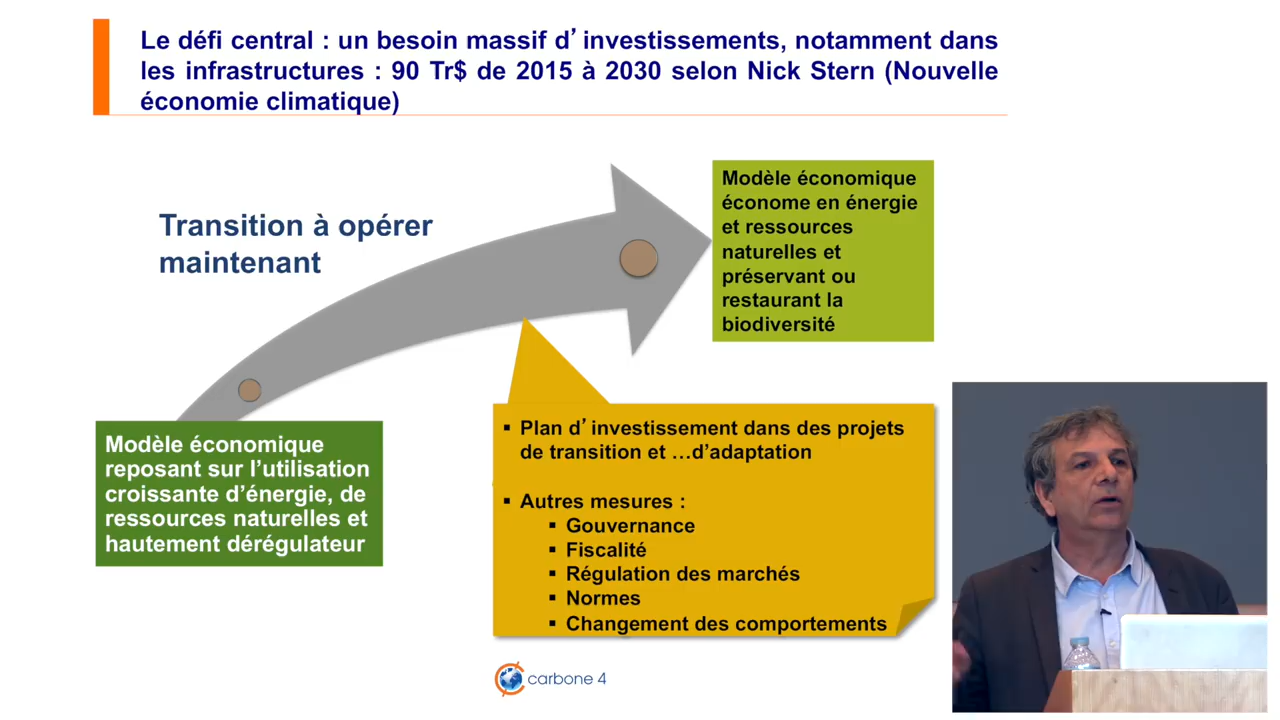 Le défi central : un besoin massif d’investissements, notamment dans
les infrastructures : 90 Tr$ de 2015 à 2030 selon Nick Stern (Nouvelle
économie climatique)
Transition à opérer
maintenant
Modèle économique
économe en énergie
et ressources
naturelles et
préservant ou
restaurant la
biodiversité
Modèle économique
reposant sur l’utilisation
croissante d’énergie, de
ressources naturelles et
hautement dérégulateur
▪ Plan d’investissement dans des projets
de transition et …d’adaptation
▪ Autres mesures :
▪ Gouvernance
▪ Fiscalité
▪ Régulation des marchés
▪ Normes
▪ Changement des comportements
carbone 4